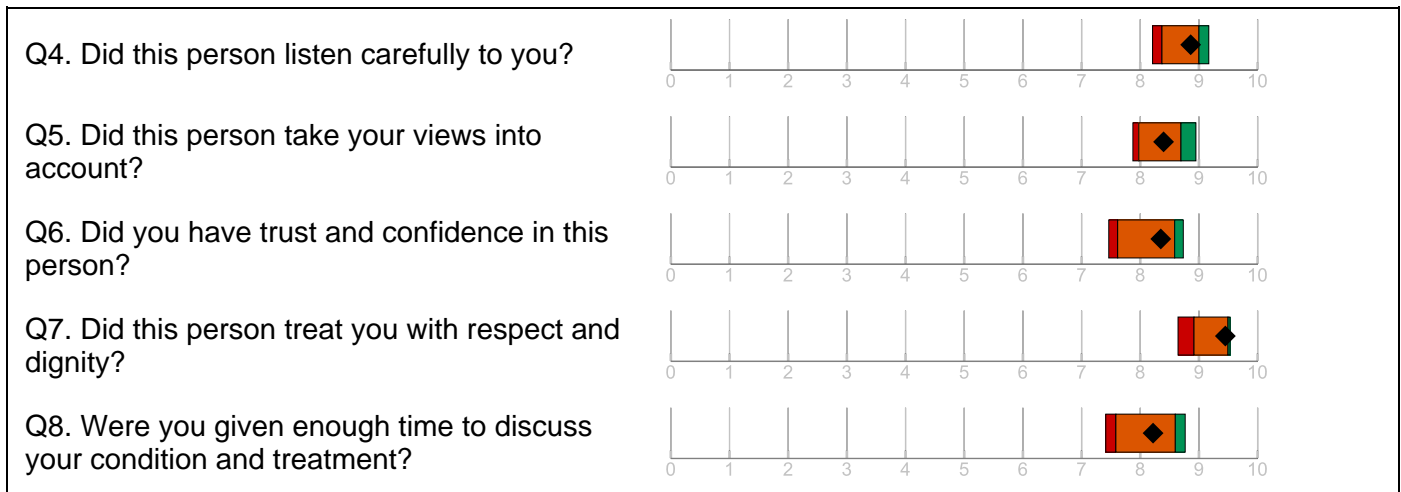 Q4. Did this person listen carefully to you?
0 1 2 3 4 5 6 7 8 9 10
Q5. Did this person take your views into
account?
0 1 2 3 4 5 6 7 8 9 10
Q6. Did you have trust and confidence in this
person?
0 1 2 3 4 5 6 7 8 9 10
Q7. Did this person treat you with respect and
dignity?
0 1 2 3 4 5 6 7 8 9 10
Q8. Were you given enough time to discuss
your condition and treatment?
0 1 2 3 4 5 6 7 8 9 10